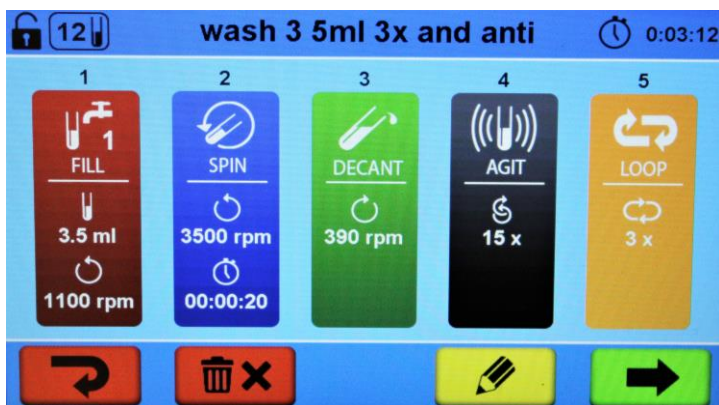 12 wash 3 5ml 3x and anti 0:03:12
1 2 3 4 5
1
FILL SPIN DECANT AGIT LOOP
3.5 ml 3500 rpm 390 rpm 15 x 3 x
1100 rpm 00:00:20